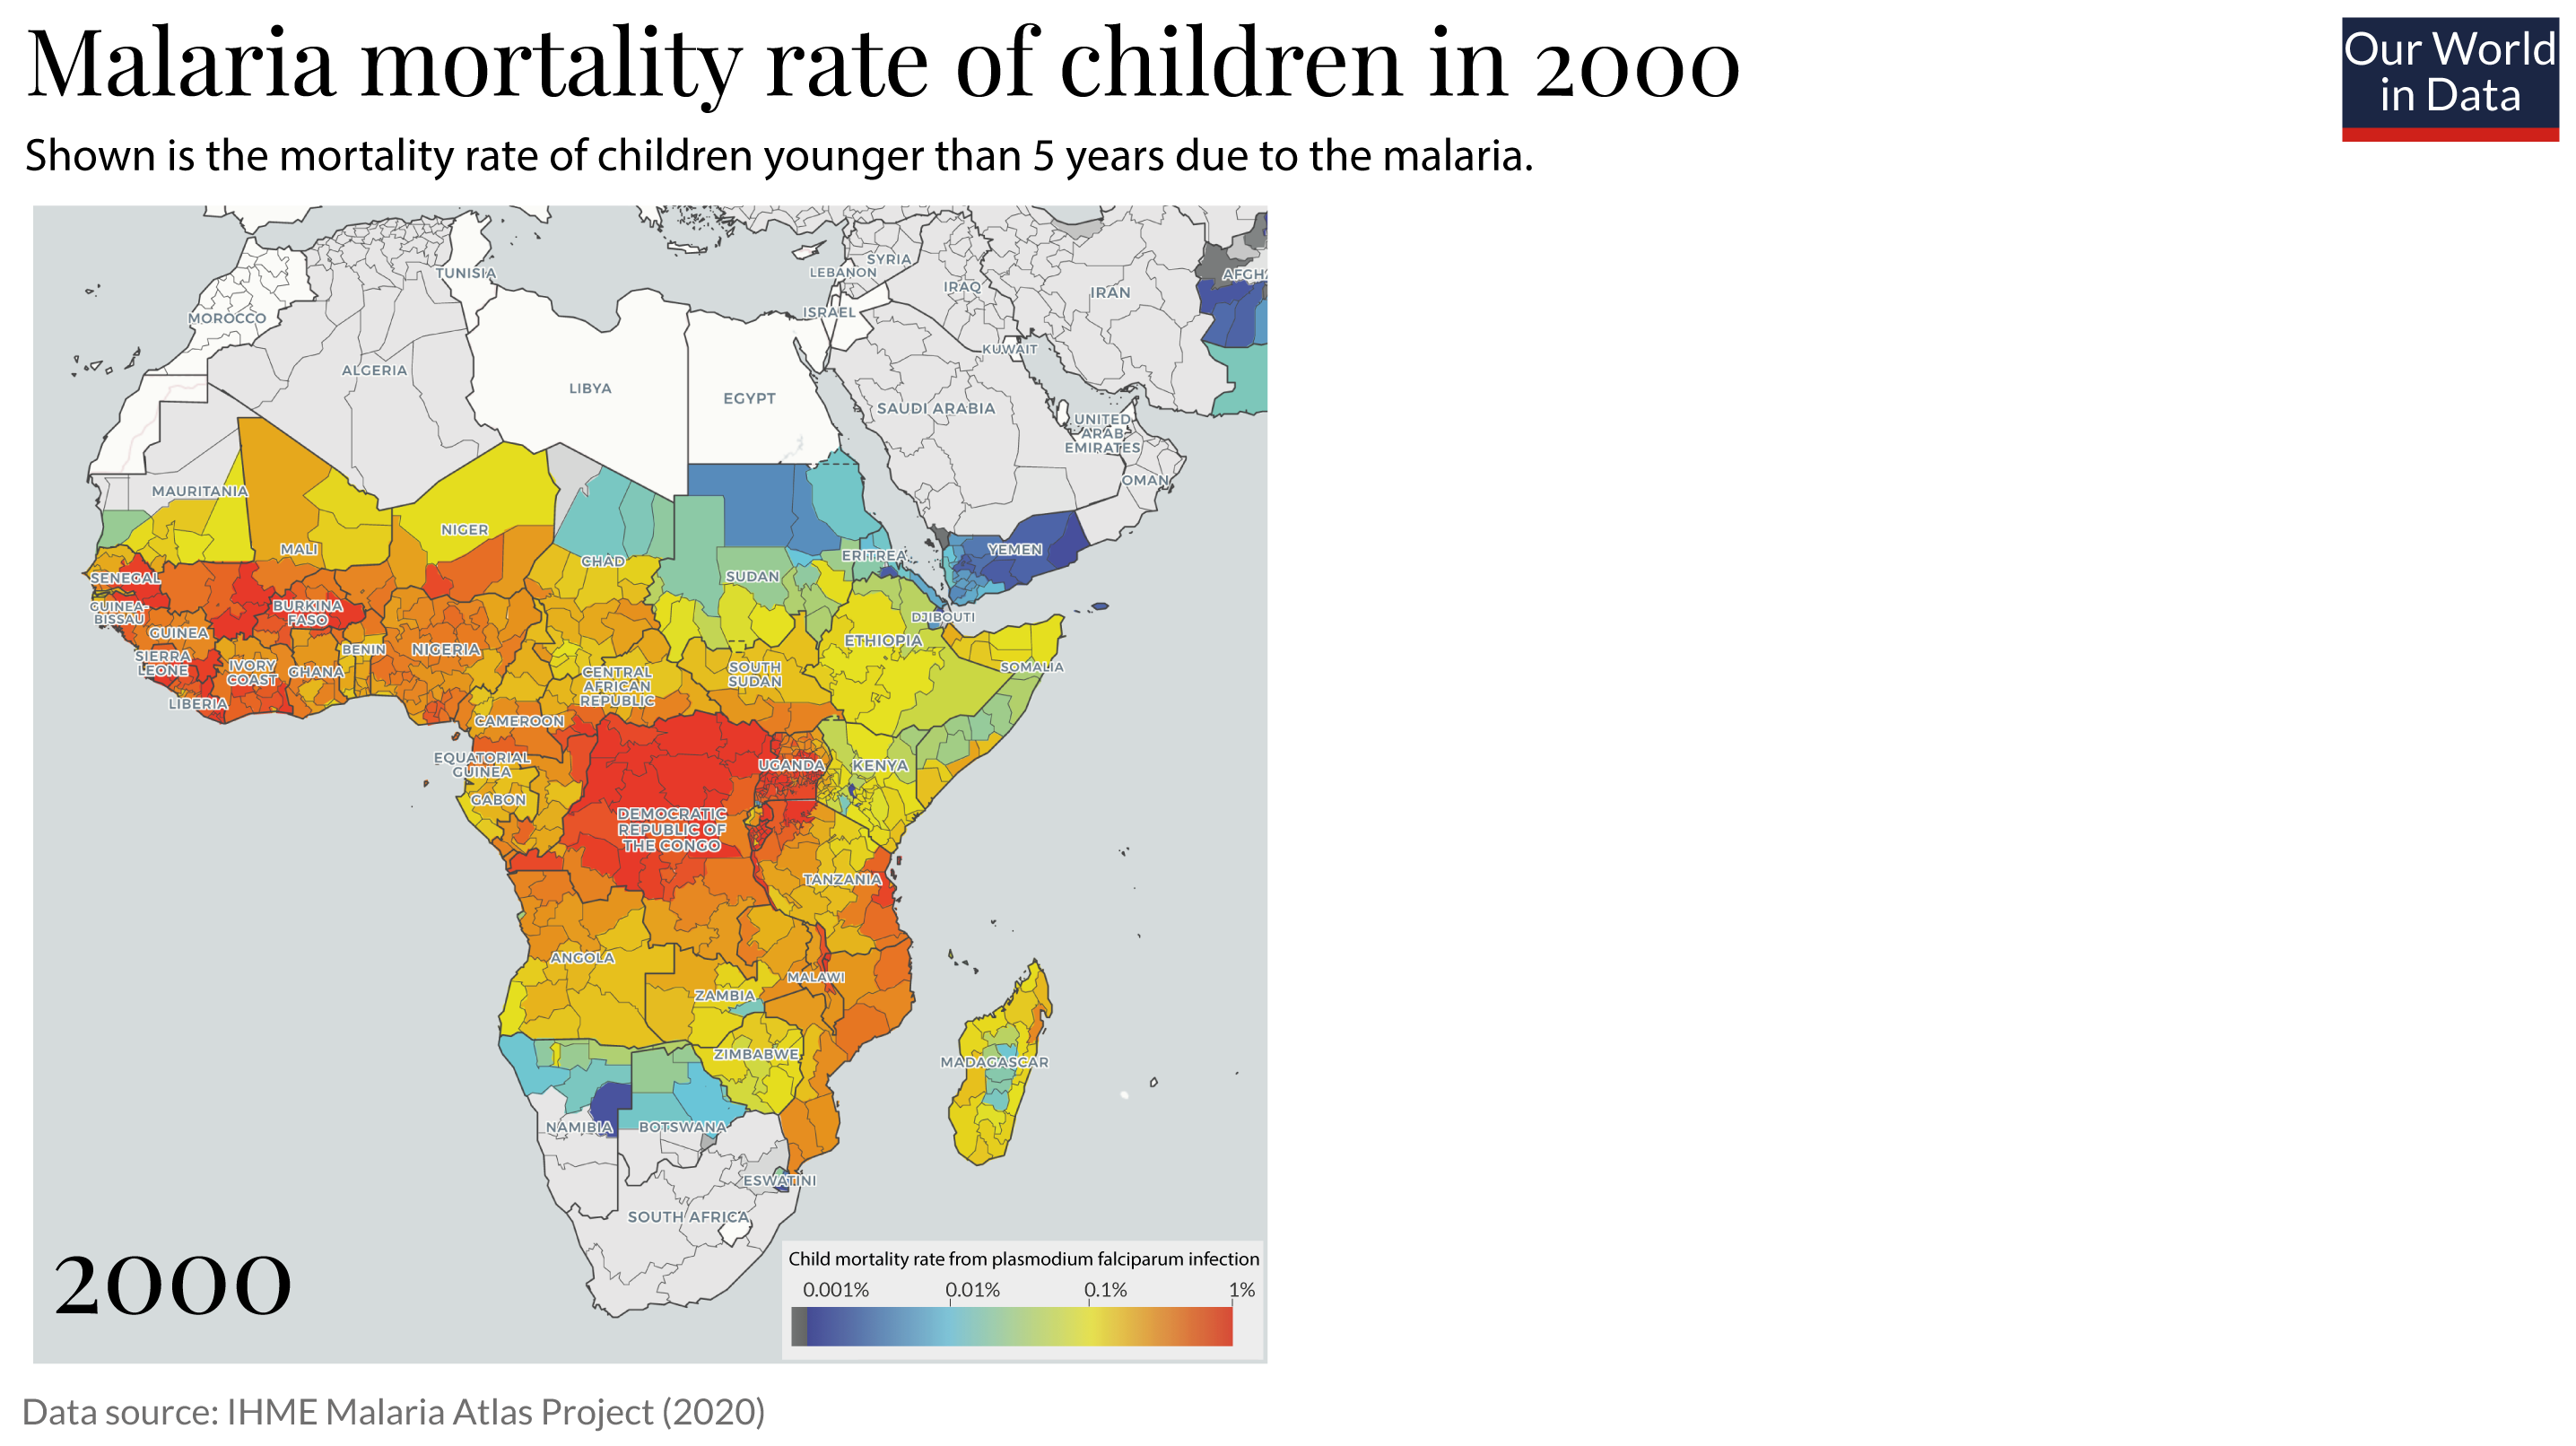 Malaria mortality rate of children in 2000
Our World
in Data
Shown is the mortality rate of children younger than 5 years due to the malaria.
TUNISIA
SYRIA
LEBANON
AFGHA
IRAQ
IRAN
MOROCCO
ISRAEL
KUWAIT
ALGERIA
LIBYA
EGYPT
SAUDI ARABIA
UNITED
ARAB
EMIRATES
OMAN
MAURITANIA
NIGER
MALI
CHAD
ERITREA
YEMEN
SENEGAL
SUDAN
GUINEA-
BISSAU
BURKINA
FASO
DJIBOUTI
GUINEA
ETHIOPIA
BENIN
NIGERIA
SIERRA
LEONE
IVORY
COAST
GHANA
CENTRAL
AFRICAN
REPUBLIC
SOUTH
SUDAN
SOMALIA
LIBERIA
CAMEROON
EQUATORIAL
GUINEA
UGANDA
KENYA
GABON
DEMOCRATIC
REPUBLIC OF
THE CONGO
TANZANIA
ANGOLA
MALAWI
ZAMBIA
ZIMBABWE
MADAGASCAR
NAMIBIA
BOTSWANA
ESWATINI
SOUTH AFRICA
2000
Child mortality rate from plasmodium falciparum infection
0.001% 0.01% 0.1% 1%
Data source: IHME Malaria Atlas Project (2020)